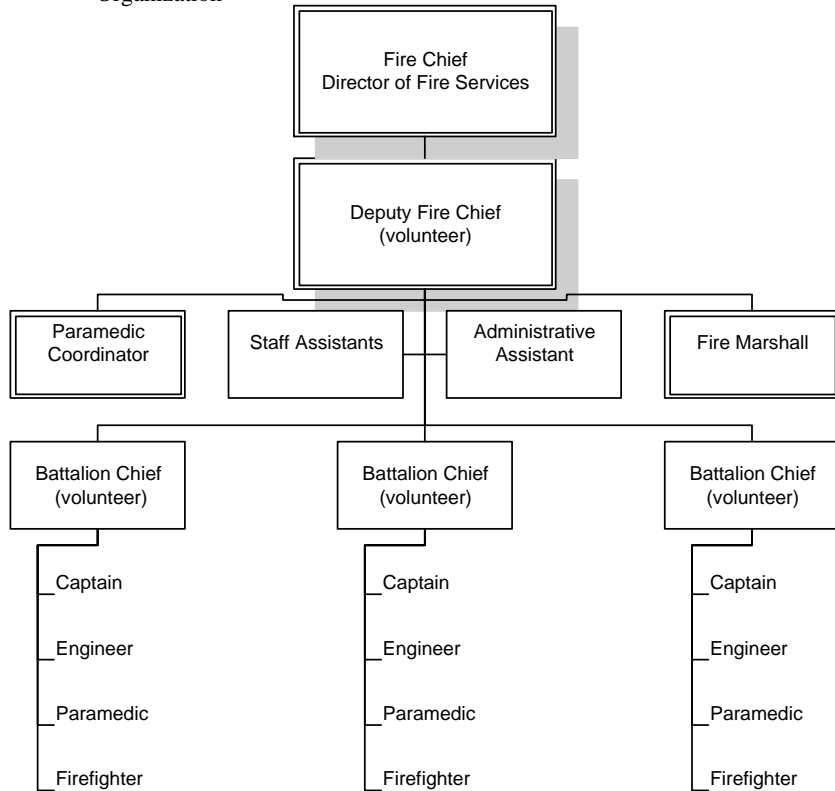 Organization
Fire Chief
Director of Fire Services
Deputy Fire Chief
(volunteer)
Paramedic
Coordinator
Staff Assistants
Administrative
Assistant
Fire Marshall
Battalion Chief
(volunteer)
Captain
Engineer
Paramedic
Firefighter
Battalion Chief
(volunteer)
Captain
Engineer
Paramedic
Firefighter
Battalion Chief
(volunteer)
Captain
Engineer
Paramedic
Firefighter